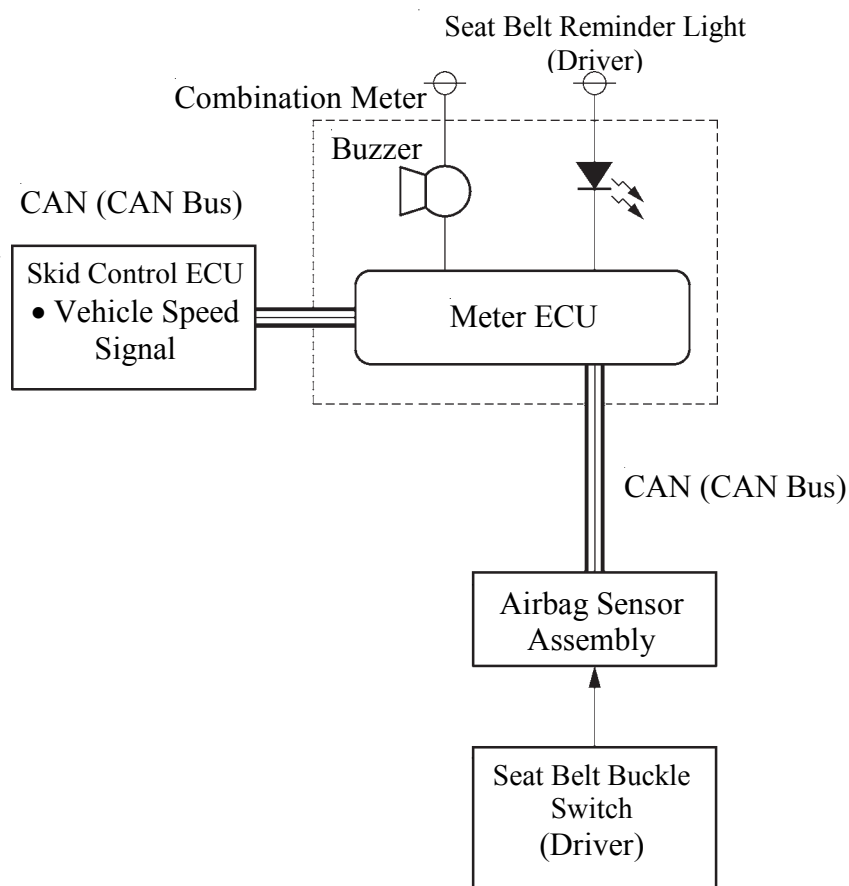 Seat Belt Reminder Light
(Driver)
Combination Meter
Buzzer
CAN (CAN Bus)
Skid Control ECU
• Vehicle Speed
Signal
Meter ECU
CAN (CAN Bus)
Airbag Sensor
Assembly
Seat Belt Buckle
Switch
(Driver)